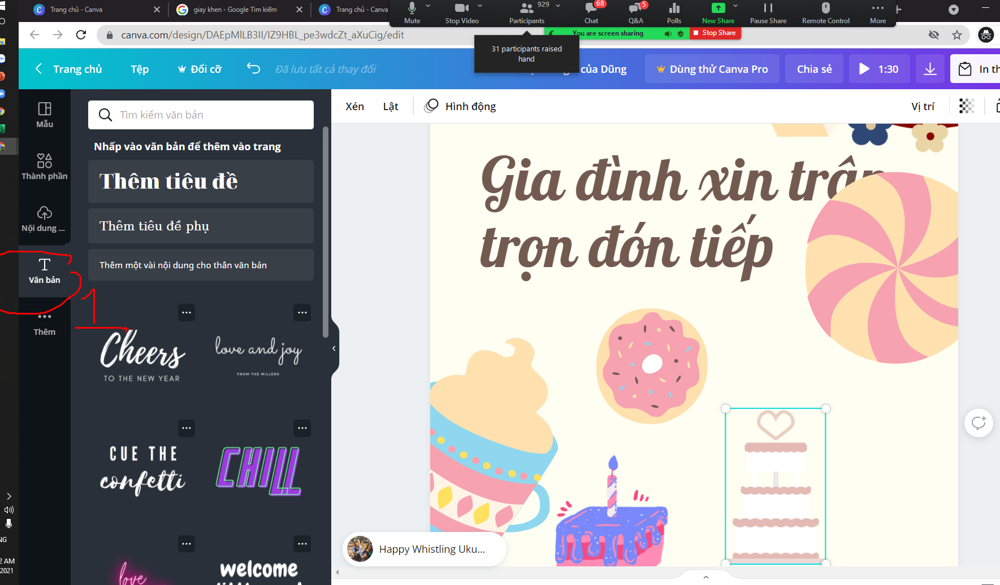 Trang chủ - Canva
giay khen - Google Tìm kiếm
Trang chủ - Canva
929
68
5
Mute
Stop Video
Participants
Chat
Q&A
Polls
New Share
Pause Share
Remote Control
More
canva.com/design/DAEpMlLB3II/IZ9HBL_pe3wdcZt_aXuCig/edit
You are screen sharing
Stop Share
31 participants raised
hand
Trang chủ
Tệp
Đổi cỡ
Đã lưu tất cả thay đổi
của Dũng
Dùng thử Canva Pro
Chia sẻ
1:30
In th
Mẫu
Thành phần
Nội dung ...
Văn bản
Thêm
1
Tìm kiếm văn bản
Nhấp vào văn bản để thêm vào trang
Thêm tiêu đề
Thêm tiêu đề phụ
Thêm một vài nội dung cho thân văn bản
Cheers
TO THE NEW YEAR
love and joy
FROM THE MILLERS
CUE THE
confetti
CHILL
love
welcome
Xén
Lật
Hình động
Vị trí
Gia đình xin trân
trọn đón tiếp
Happy Whistling Uku...
NG
2 AM
2021